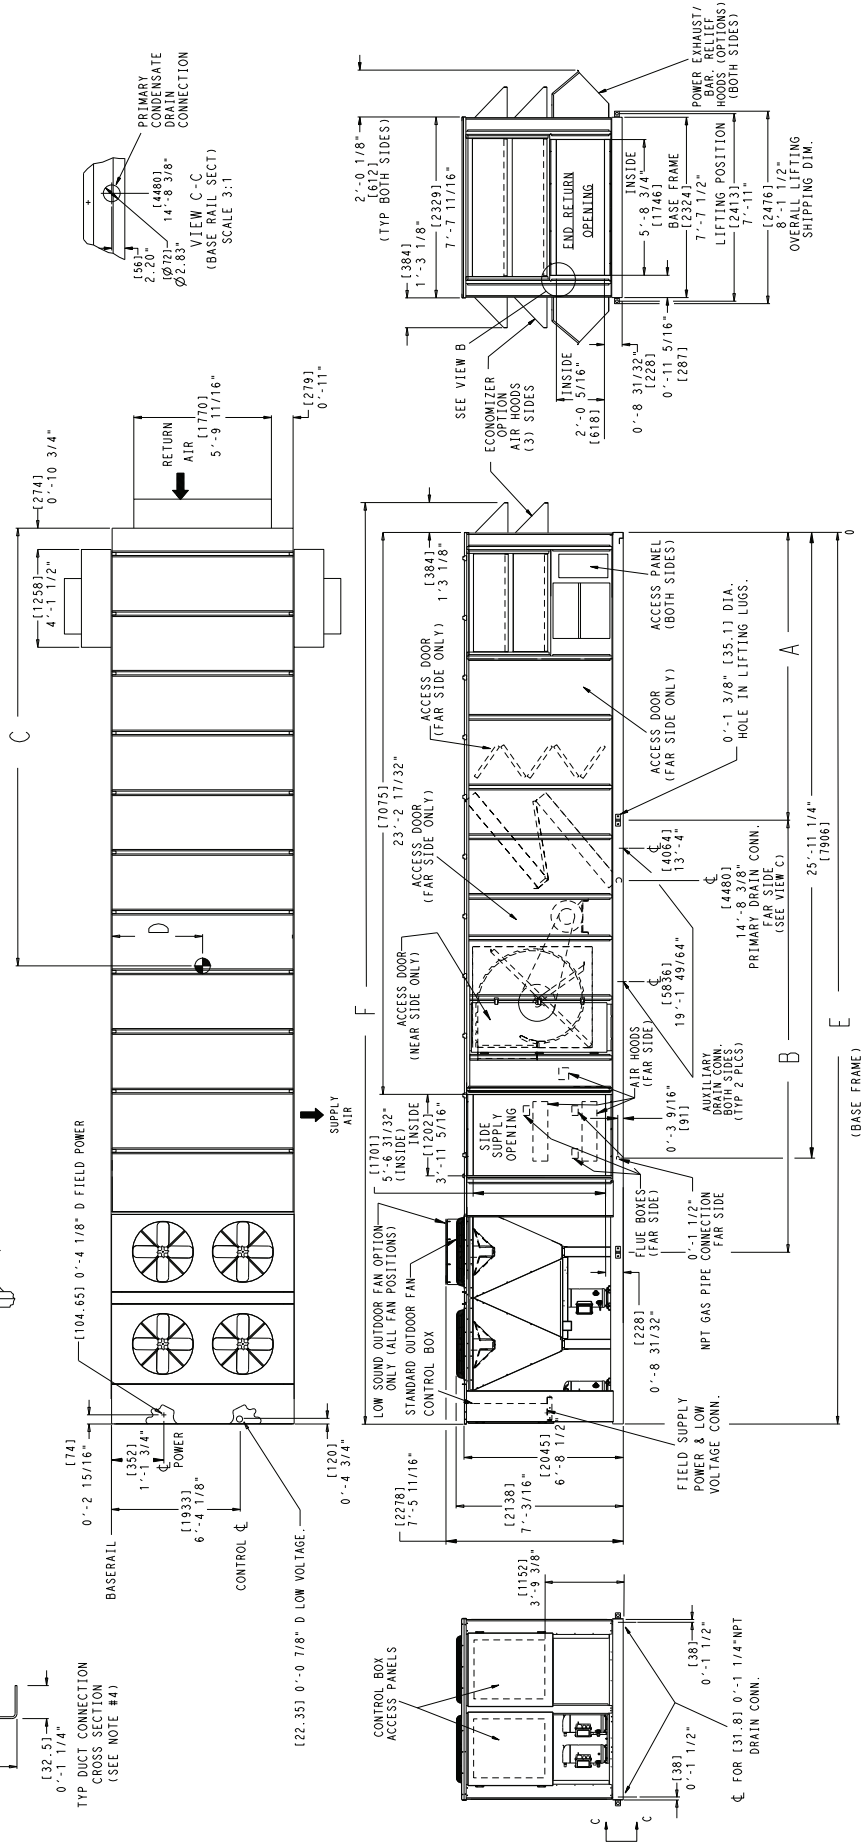 PRIMARY
CONDENSATE
DRAIN
CONNECTION
[56]
2.20"
[Ø72]
Ø2.83"
[4480]
14'-8 3/8"
VIEW C-C
(BASE RAIL SECT)
SCALE 3:1
[32.5]
0'-1 1/4"
TYP DUCT CONNECTION
CROSS SECTION
(SEE NOTE #4)
BASERAIL
[74]
0'-2 15/16"
[352]
1'-1 3/4"
℄ POWER
[1933]
6'-4 1/8"
CONTROL ℄
[104.65] 0'-4 1/8" D FIELD POWER
[22.35] 0'-0 7/8" D LOW VOLTAGE.
[120]
0'-4 3/4"
SUPPLY
AIR
C
D
[1258]
4'-1 1/2"
[274]
0'-10 3/4"
RETURN
AIR
[1770]
5'-9 11/16"
[279]
0'-11"
CONTROL BOX
ACCESS PANELS
[1152]
3'-9 3/8"
[38]
0'-1 1/2"
[38]
0'-1 1/2"
℄ FOR [31.8] 0'-1 1/4"NPT
DRAIN CONN.
C
C
F
LOW SOUND OUTDOOR FAN OPTION
ONLY (ALL FAN POSITIONS)
STANDARD OUTDOOR FAN
CONTROL BOX
[2278]
7'-5 11/16"
[2138]
7'-3/16"
[2045]
6'-8 1/2"
FIELD SUPPLY
POWER & LOW
VOLTAGE CONN.
[228]
0'-8 31/32"
[1701]
5'-6 31/32"
(INSIDE)
INSIDE
[1202]
3'-11 5/16"
SIDE
SUPPLY
OPENING
ACCESS DOOR
(NEAR SIDE ONLY)
ACCESS DOOR
(FAR SIDE ONLY)
[7075]
23'-2 17/32"
ACCESS DOOR
(FAR SIDE ONLY)
[384]
1'3 1/8"
FLUE BOXES
(FAR SIDE)
AIR HOODS
(FAR SIDE)
0'-1 1/2"
NPT GAS PIPE CONNECTION
FAR SIDE
0'-3 9/16"
[91]
AUXILIARY
DRAIN CONN.
BOTH SIDES.
(TYP 2 PLCS)
℄
[5836]
19'-1 49/64"
℄
[4480]
14'-8 3/8"
PRIMARY DRAIN CONN.
FAR SIDE
(SEE VIEW C)
℄
[4064]
13'-4"
C
ACCESS DOOR
(FAR SIDE ONLY)
ACCESS PANEL
(BOTH SIDES)
0'-1 3/8" [35.1] DIA.
HOLE IN LIFTING LUGS.
A
B
25'-11 1/4"
[7906]
E
(BASE FRAME)
0
SEE VIEW B
ECONOMIZER
OPTION
AIR HOODS
(3) SIDES
[384]
1'-3 1/8"
[2329]
7'-7 11/16"
2'-0 1/8"
[612]
(TYP BOTH SIDES)
END RETURN
OPENING
INSIDE
2'-0 5/16"
[618]
0'-8 31/32"
[228]
0'-11 5/16"
[287]
INSIDE
5'-8 3/4"
[1746]
BASE FRAME
[2324]
7'-7 1/2"
LIFTING POSITION
[2413]
7'-11"
[2476]
8'-1 1/2"
OVERALL LIFTING
SHIPPING DIM.
POWER EXHAUST/
BAR. RELIEF
HOODS (OPTIONS)
(BOTH SIDES)